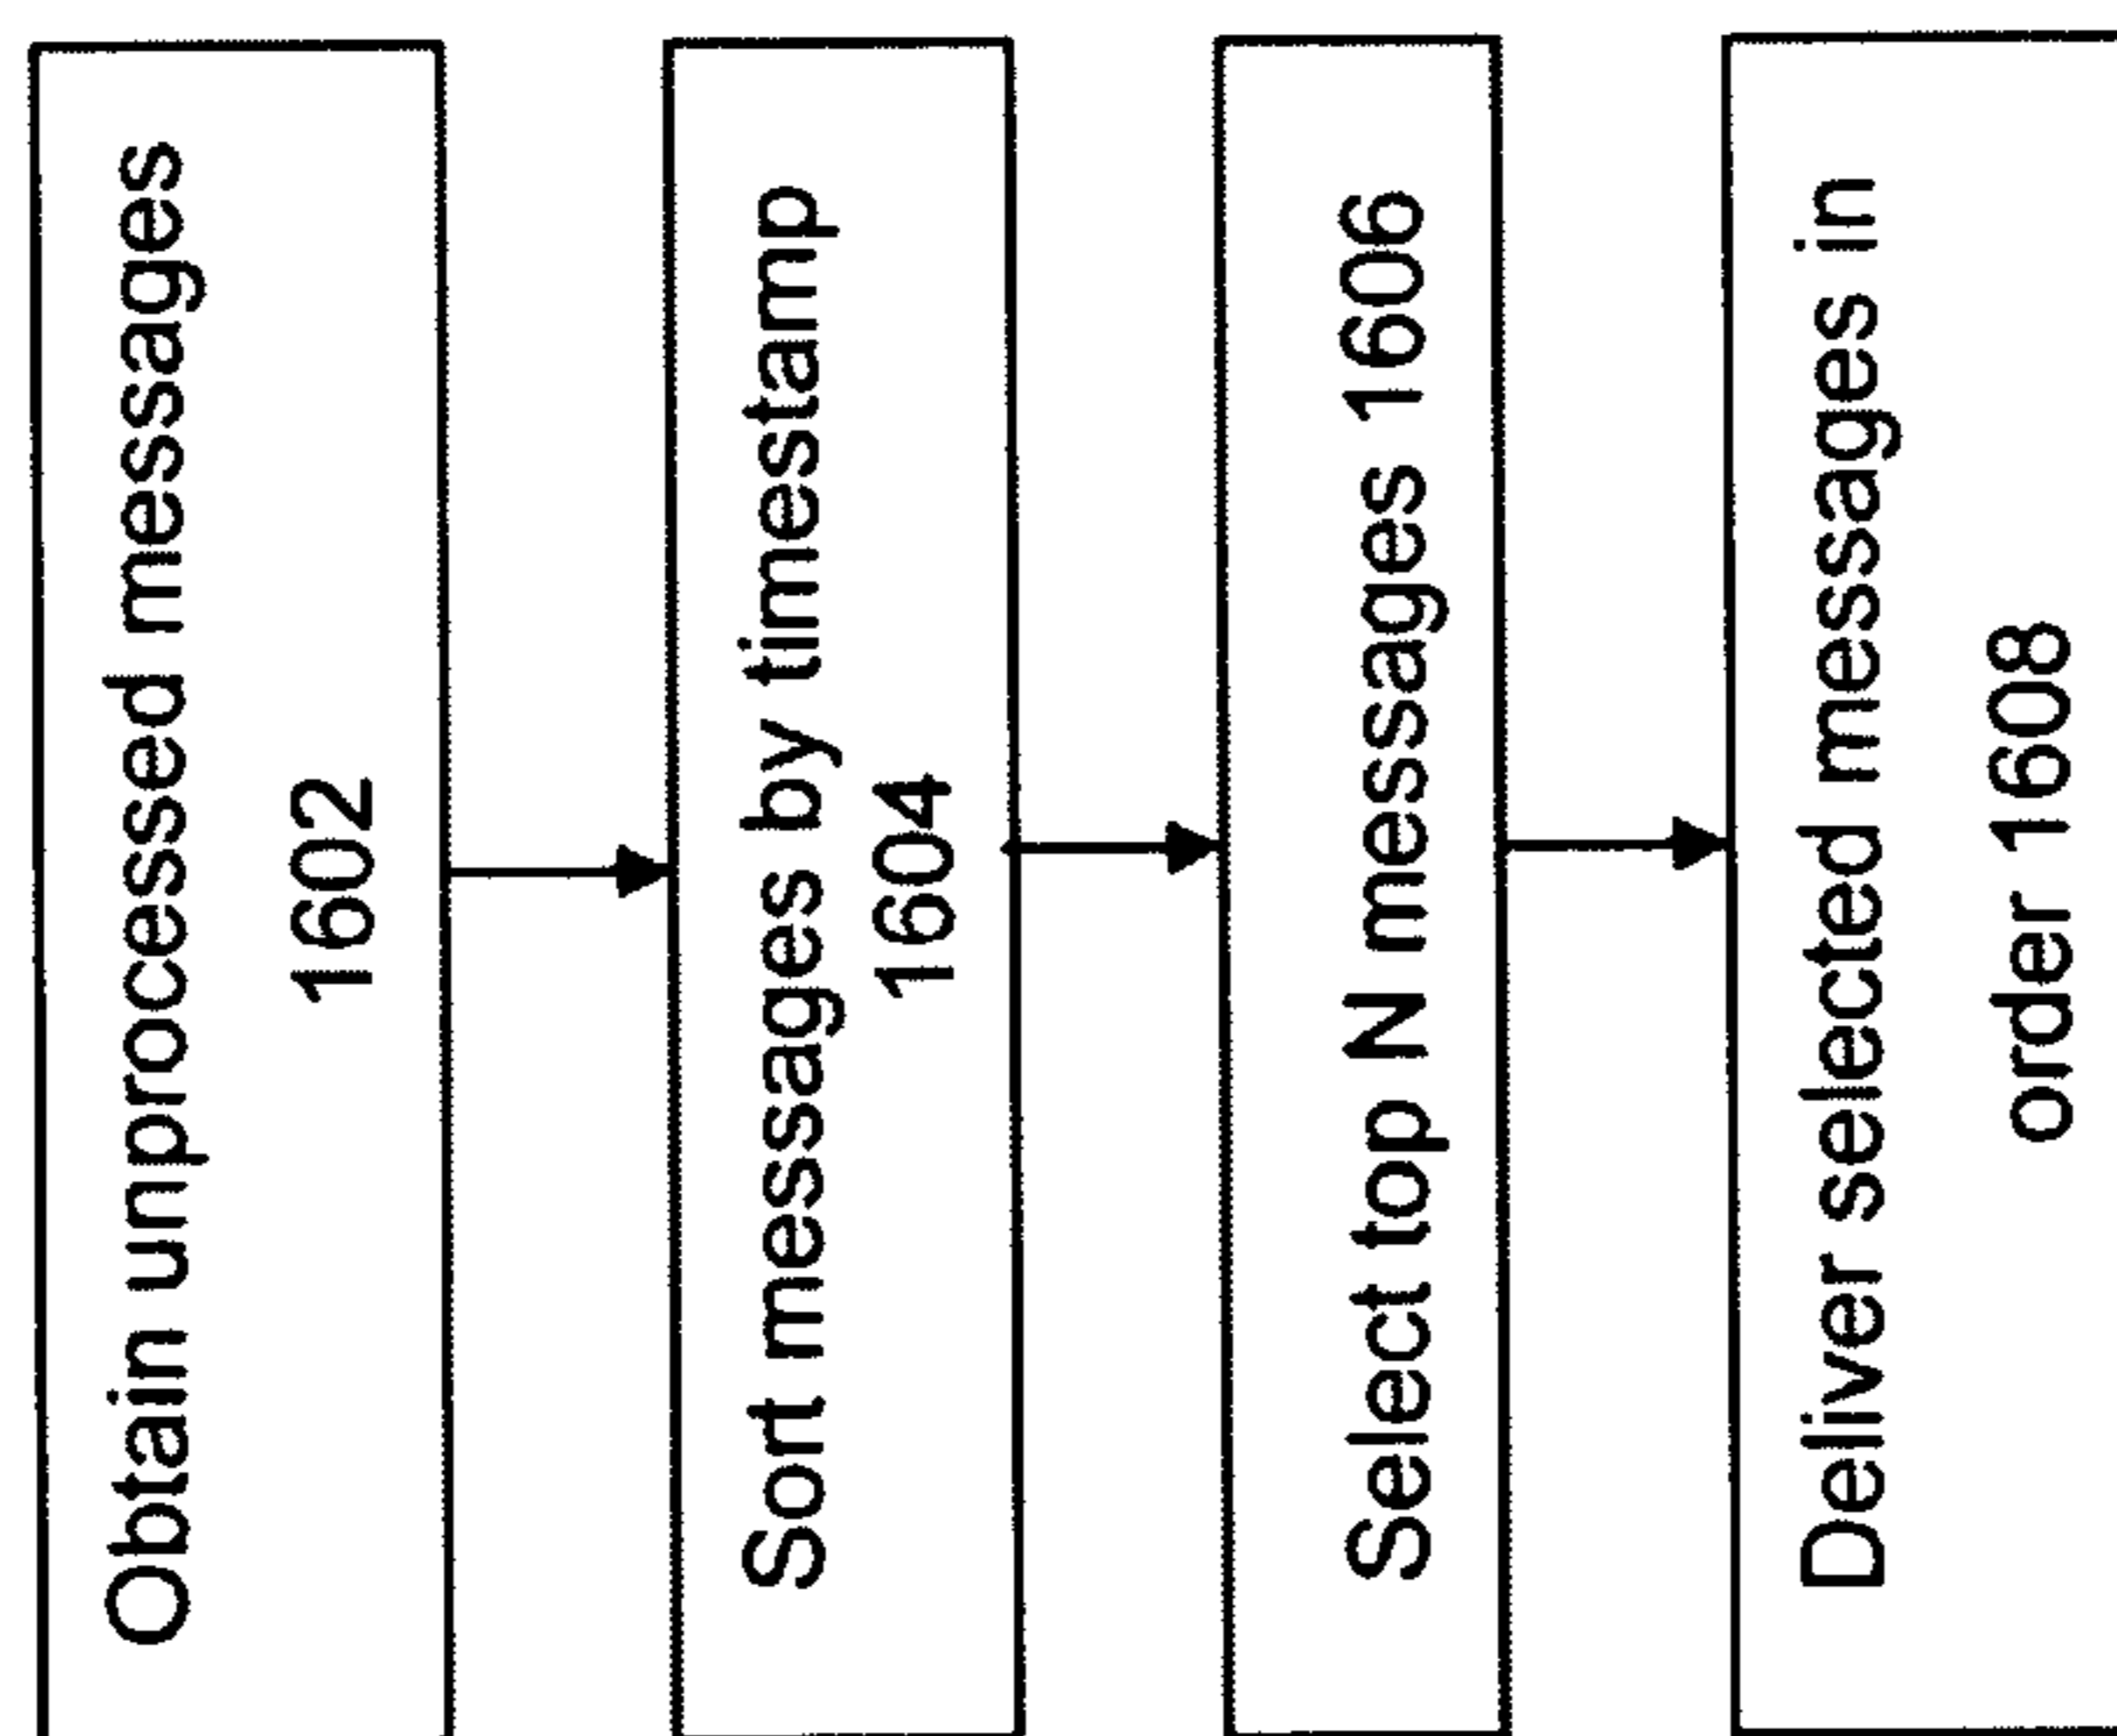 Obtain unprocessed messages
1602
Sort messages by timestamp
1604
Select top N messages 1606
Deliver selected messages in
order 1608